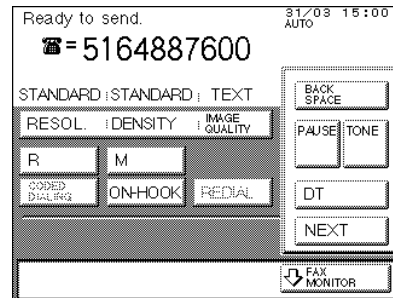 Ready to send.
31/03 15:00
AUTO
=5164887600
STANDARD STANDARD TEXT
RESOL. DENSITY IMAGE QUALITY
R M
CODED DIALING ON-HOOK REDIAL
BACK SPACE
PAUSE TONE
DT
NEXT
FAX MONITOR